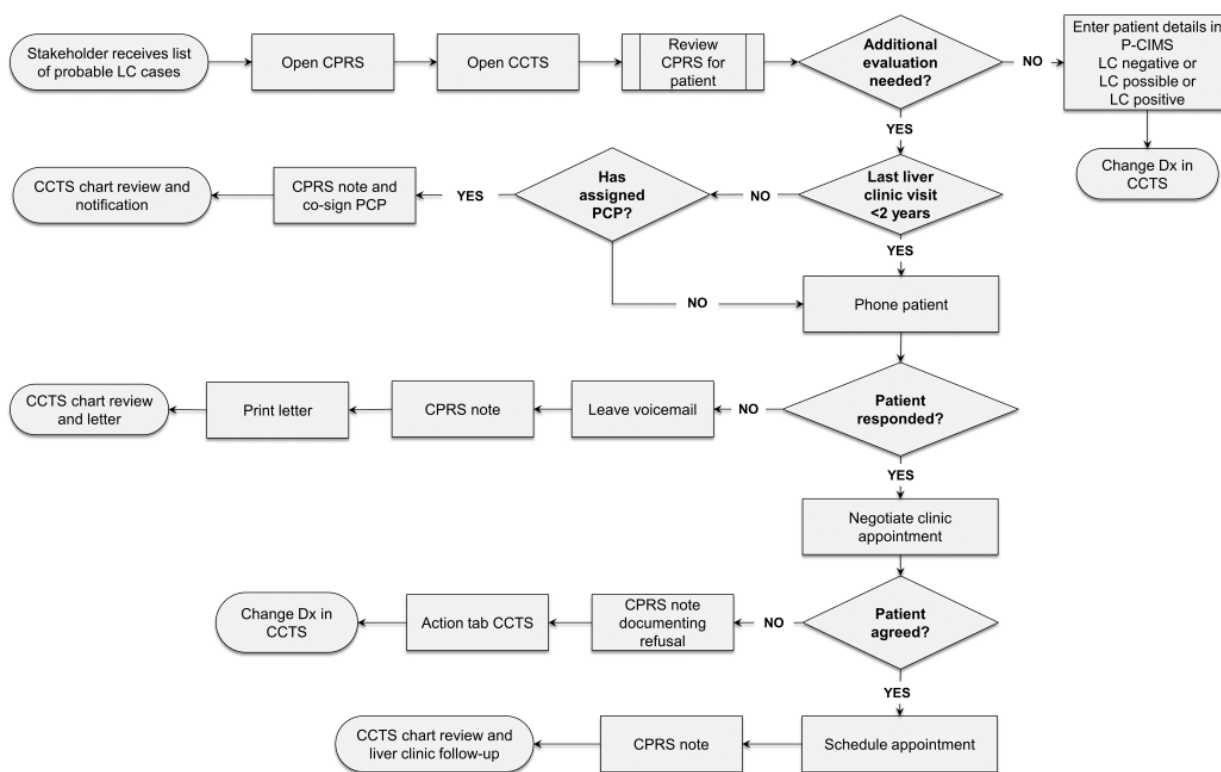 Stakeholder receives list
of probable LC cases
Open CPRS
Open CCTS
Review
CPRS for
patient
Additional
evaluation
needed?
NO
Enter patient details in
P-CIMS
LC negative or
LC possible or
LC positive
YES
Change Dx in
CCTS
CCTS chart review and
notification
CPRS note and
co-sign PCP
YES
Has
assigned
PCP?
NO
Last liver
clinic visit
<2 years
YES
NO
Phone patient
CCTS chart review
and letter
Print letter
CPRS note
Leave voicemail
NO
Patient
responded?
YES
Negotiate clinic
appointment
Change Dx in
CCTS
Action tab CCTS
CPRS note
documenting
refusal
NO
Patient
agreed?
YES
CCTS chart review and
liver clinic follow-up
CPRS note
Schedule appointment